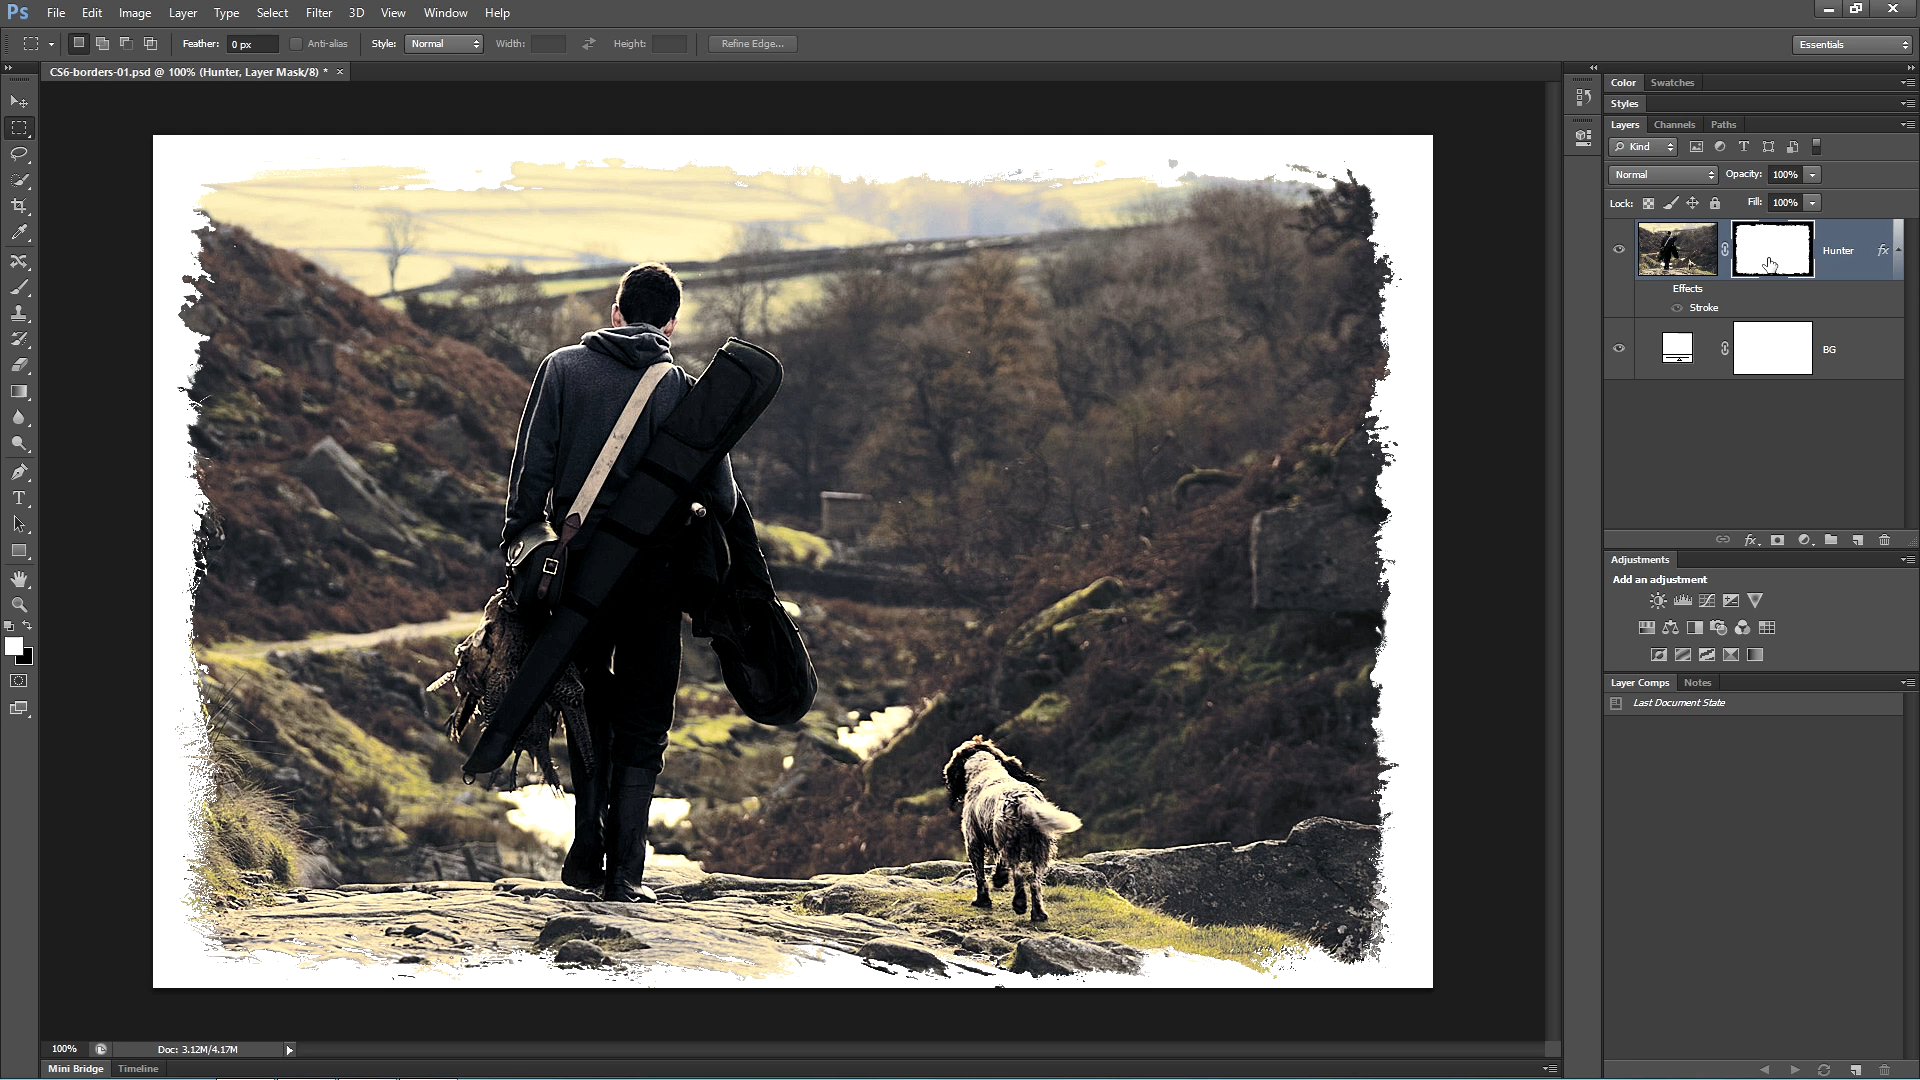 Ps File Edit Image Layer Type Select Filter 3D View Window Help
Feather: 0 px Anti-alias Style: Normal Width: Height: Refine Edge... Essentials
CS6-borders-01.psd @ 100% (Hunter, Layer Mask/8) * ×
Color Swatches
Styles
Layers Channels Paths
Kind T
Normal Opacity: 100%
Lock: Fill: 100%
Hunter fx
Effects
Stroke
BG
fx
Adjustments
Add an adjustment
Layer Comps Notes
Last Document State
T
100% Doc: 3.12M/4.17M
Mini Bridge Timeline